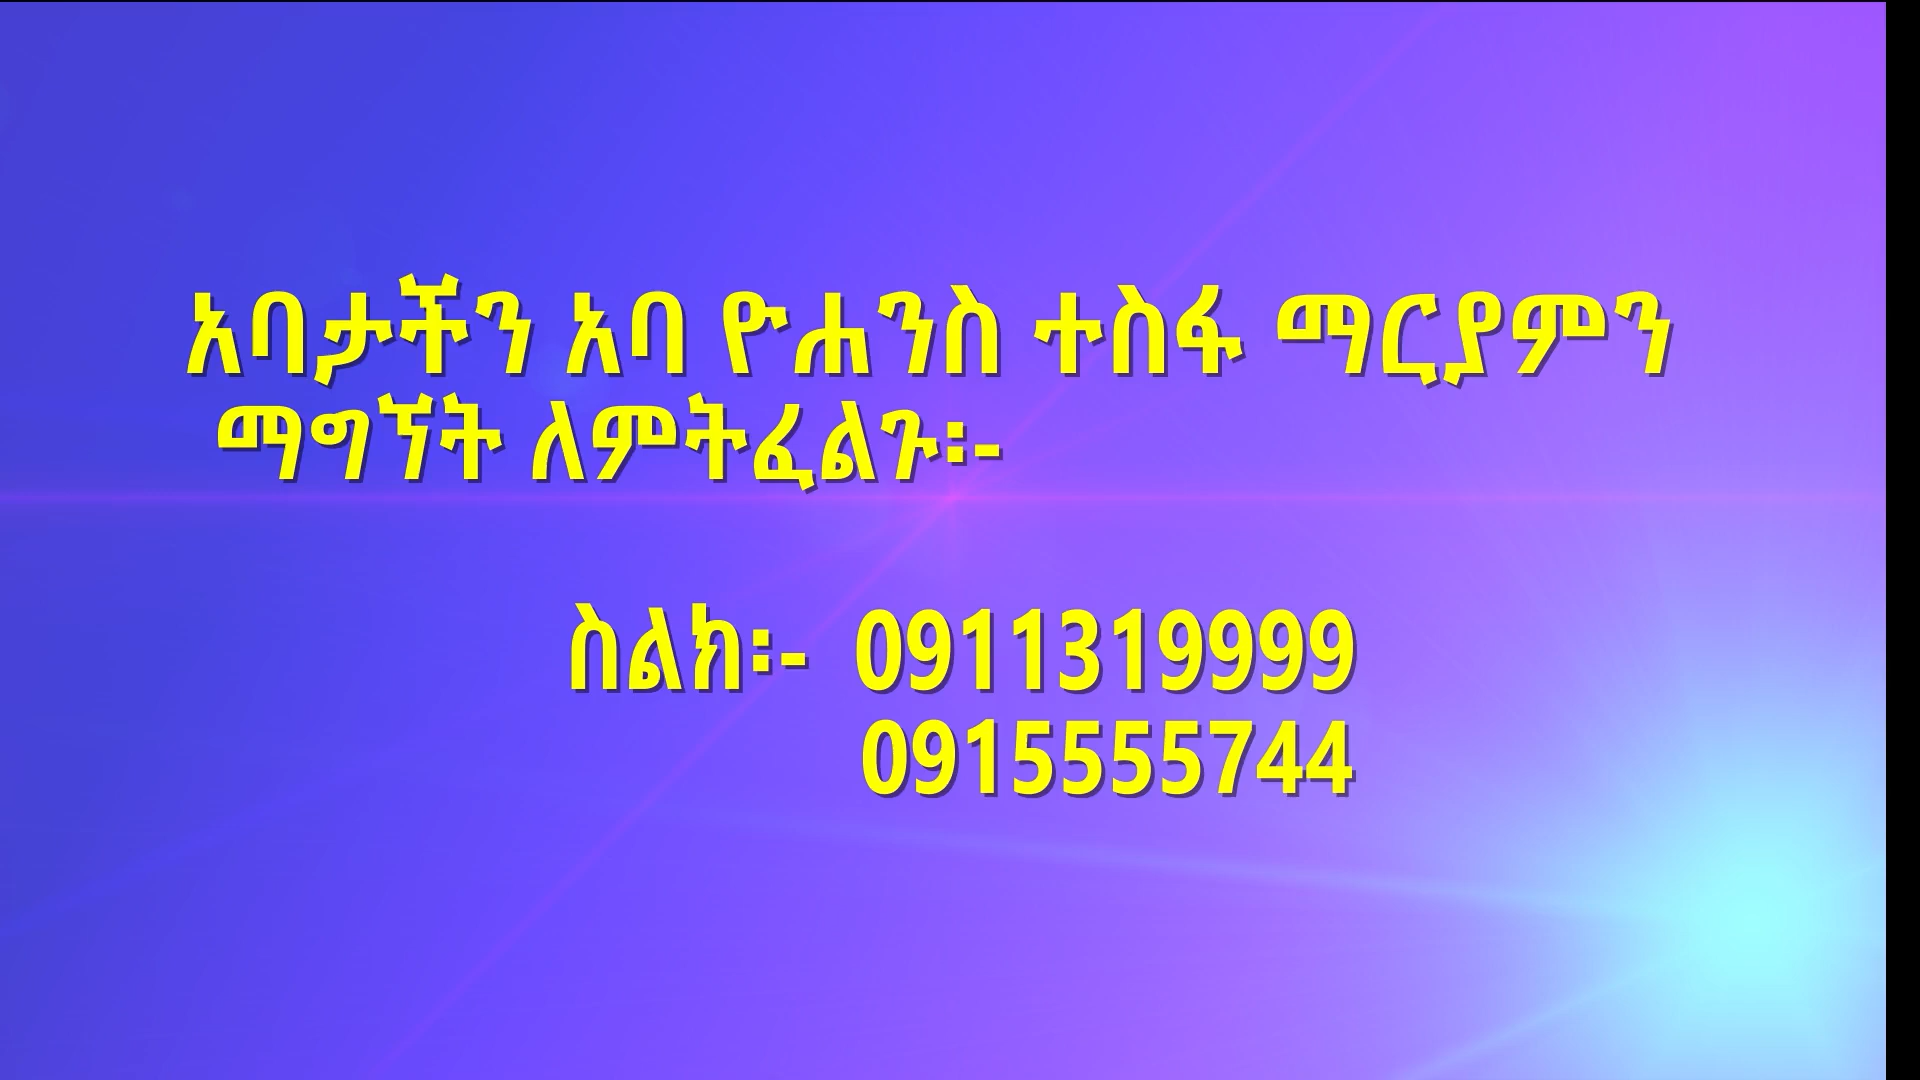 አባታችን አባ ዮሐንስ ተስፋ ማርያምን
ማግኘት ለምትፈልጉ፡-
ስልክ፡- 0911319999
0915555744